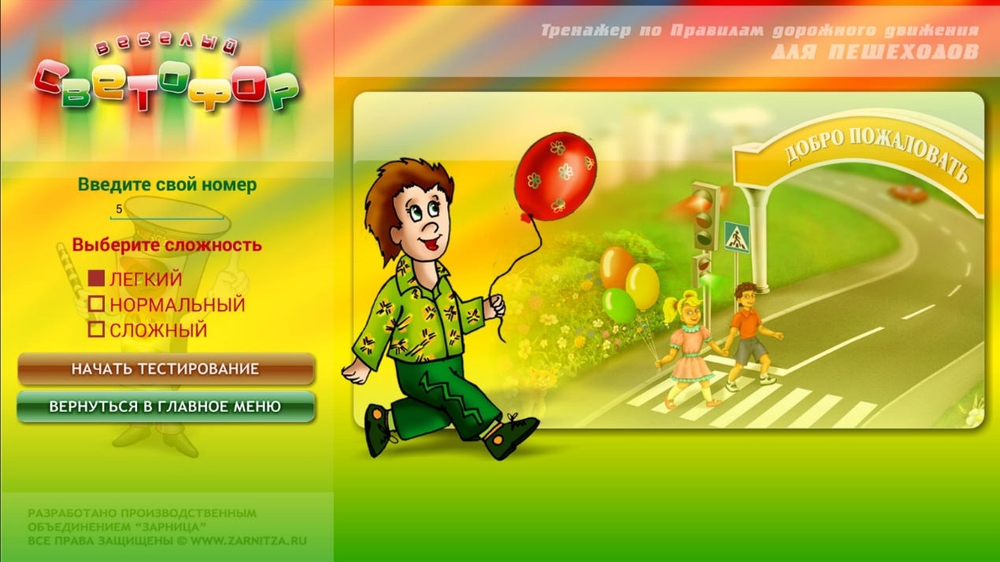 веселый
СВЕТОФОР
Тренажер по Правилам дорожного движения
ДЛЯ ПЕШЕХОДОВ
Введите свой номер
5
Выберите сложность
ЛЕГКИЙ
НОРМАЛЬНЫЙ
СЛОЖНЫЙ
НАЧАТЬ ТЕСТИРОВАНИЕ
ВЕРНУТЬСЯ В ГЛАВНОЕ МЕНЮ
РАЗРАБОТАНО ПРОИЗВОДСТВЕННЫМ
ОБЪЕДИНЕНИЕМ “ЗАРНИЦА”
ВСЕ ПРАВА ЗАЩИЩЕНЫ © WWW.ZARNITZA.RU
ДОБРО ПОЖАЛОВАТЬ